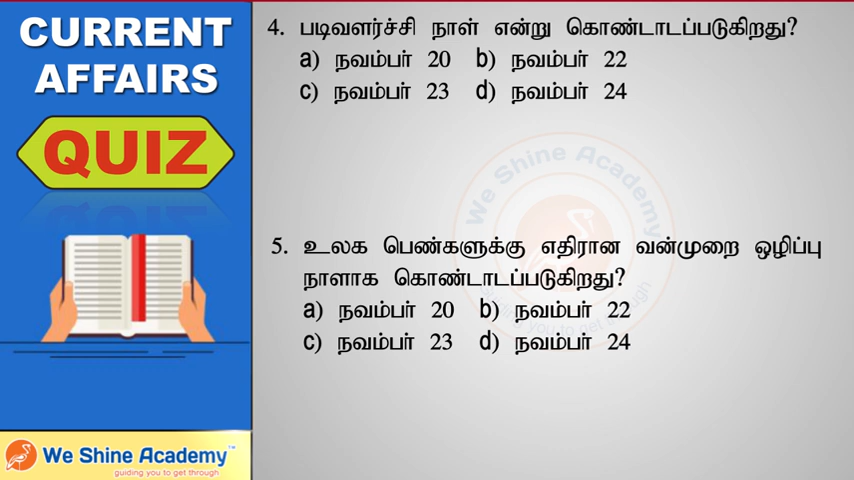 CURRENT
AFFAIRS
QUIZ
We Shine Academy™
guiding you to get through
4. படிவளர்ச்சி நாள் என்று கொண்டாடப்படுகிறது?
a) நவம்பர் 20 b) நவம்பர் 22
c) நவம்பர் 23 d) நவம்பர் 24
We Shine Academy
5. உலக பெண்களுக்கு எதிரான வன்முறை ஒழிப்பு
நாளாக கொண்டாடப்படுகிறது?
a) நவம்பர் 20 b) நவம்பர் 22
c) நவம்பர் 23 d) நவம்பர் 24